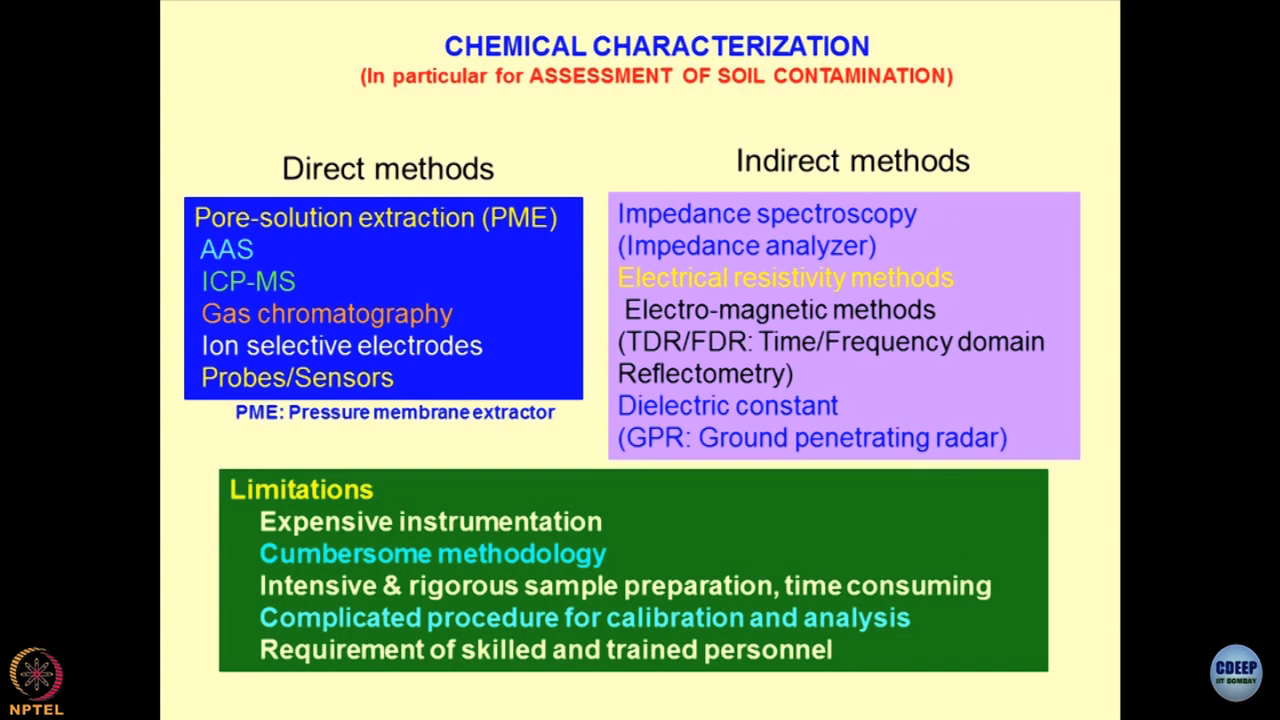 CHEMICAL CHARACTERIZATION
(In particular for ASSESSMENT OF SOIL CONTAMINATION)
Direct methods
Pore-solution extraction (PME)
AAS
ICP-MS
Gas chromatography
Ion selective electrodes
Probes/Sensors
PME: Pressure membrane extractor
Indirect methods
Impedance spectroscopy
(Impedance analyzer)
Electrical resistivity methods
Electro-magnetic methods
(TDR/FDR: Time/Frequency domain
Reflectometry)
Dielectric constant
(GPR: Ground penetrating radar)
Limitations
Expensive instrumentation
Cumbersome methodology
Intensive & rigorous sample preparation, time consuming
Complicated procedure for calibration and analysis
Requirement of skilled and trained personnel
NPTEL
CDEEP
IIT BOMBAY